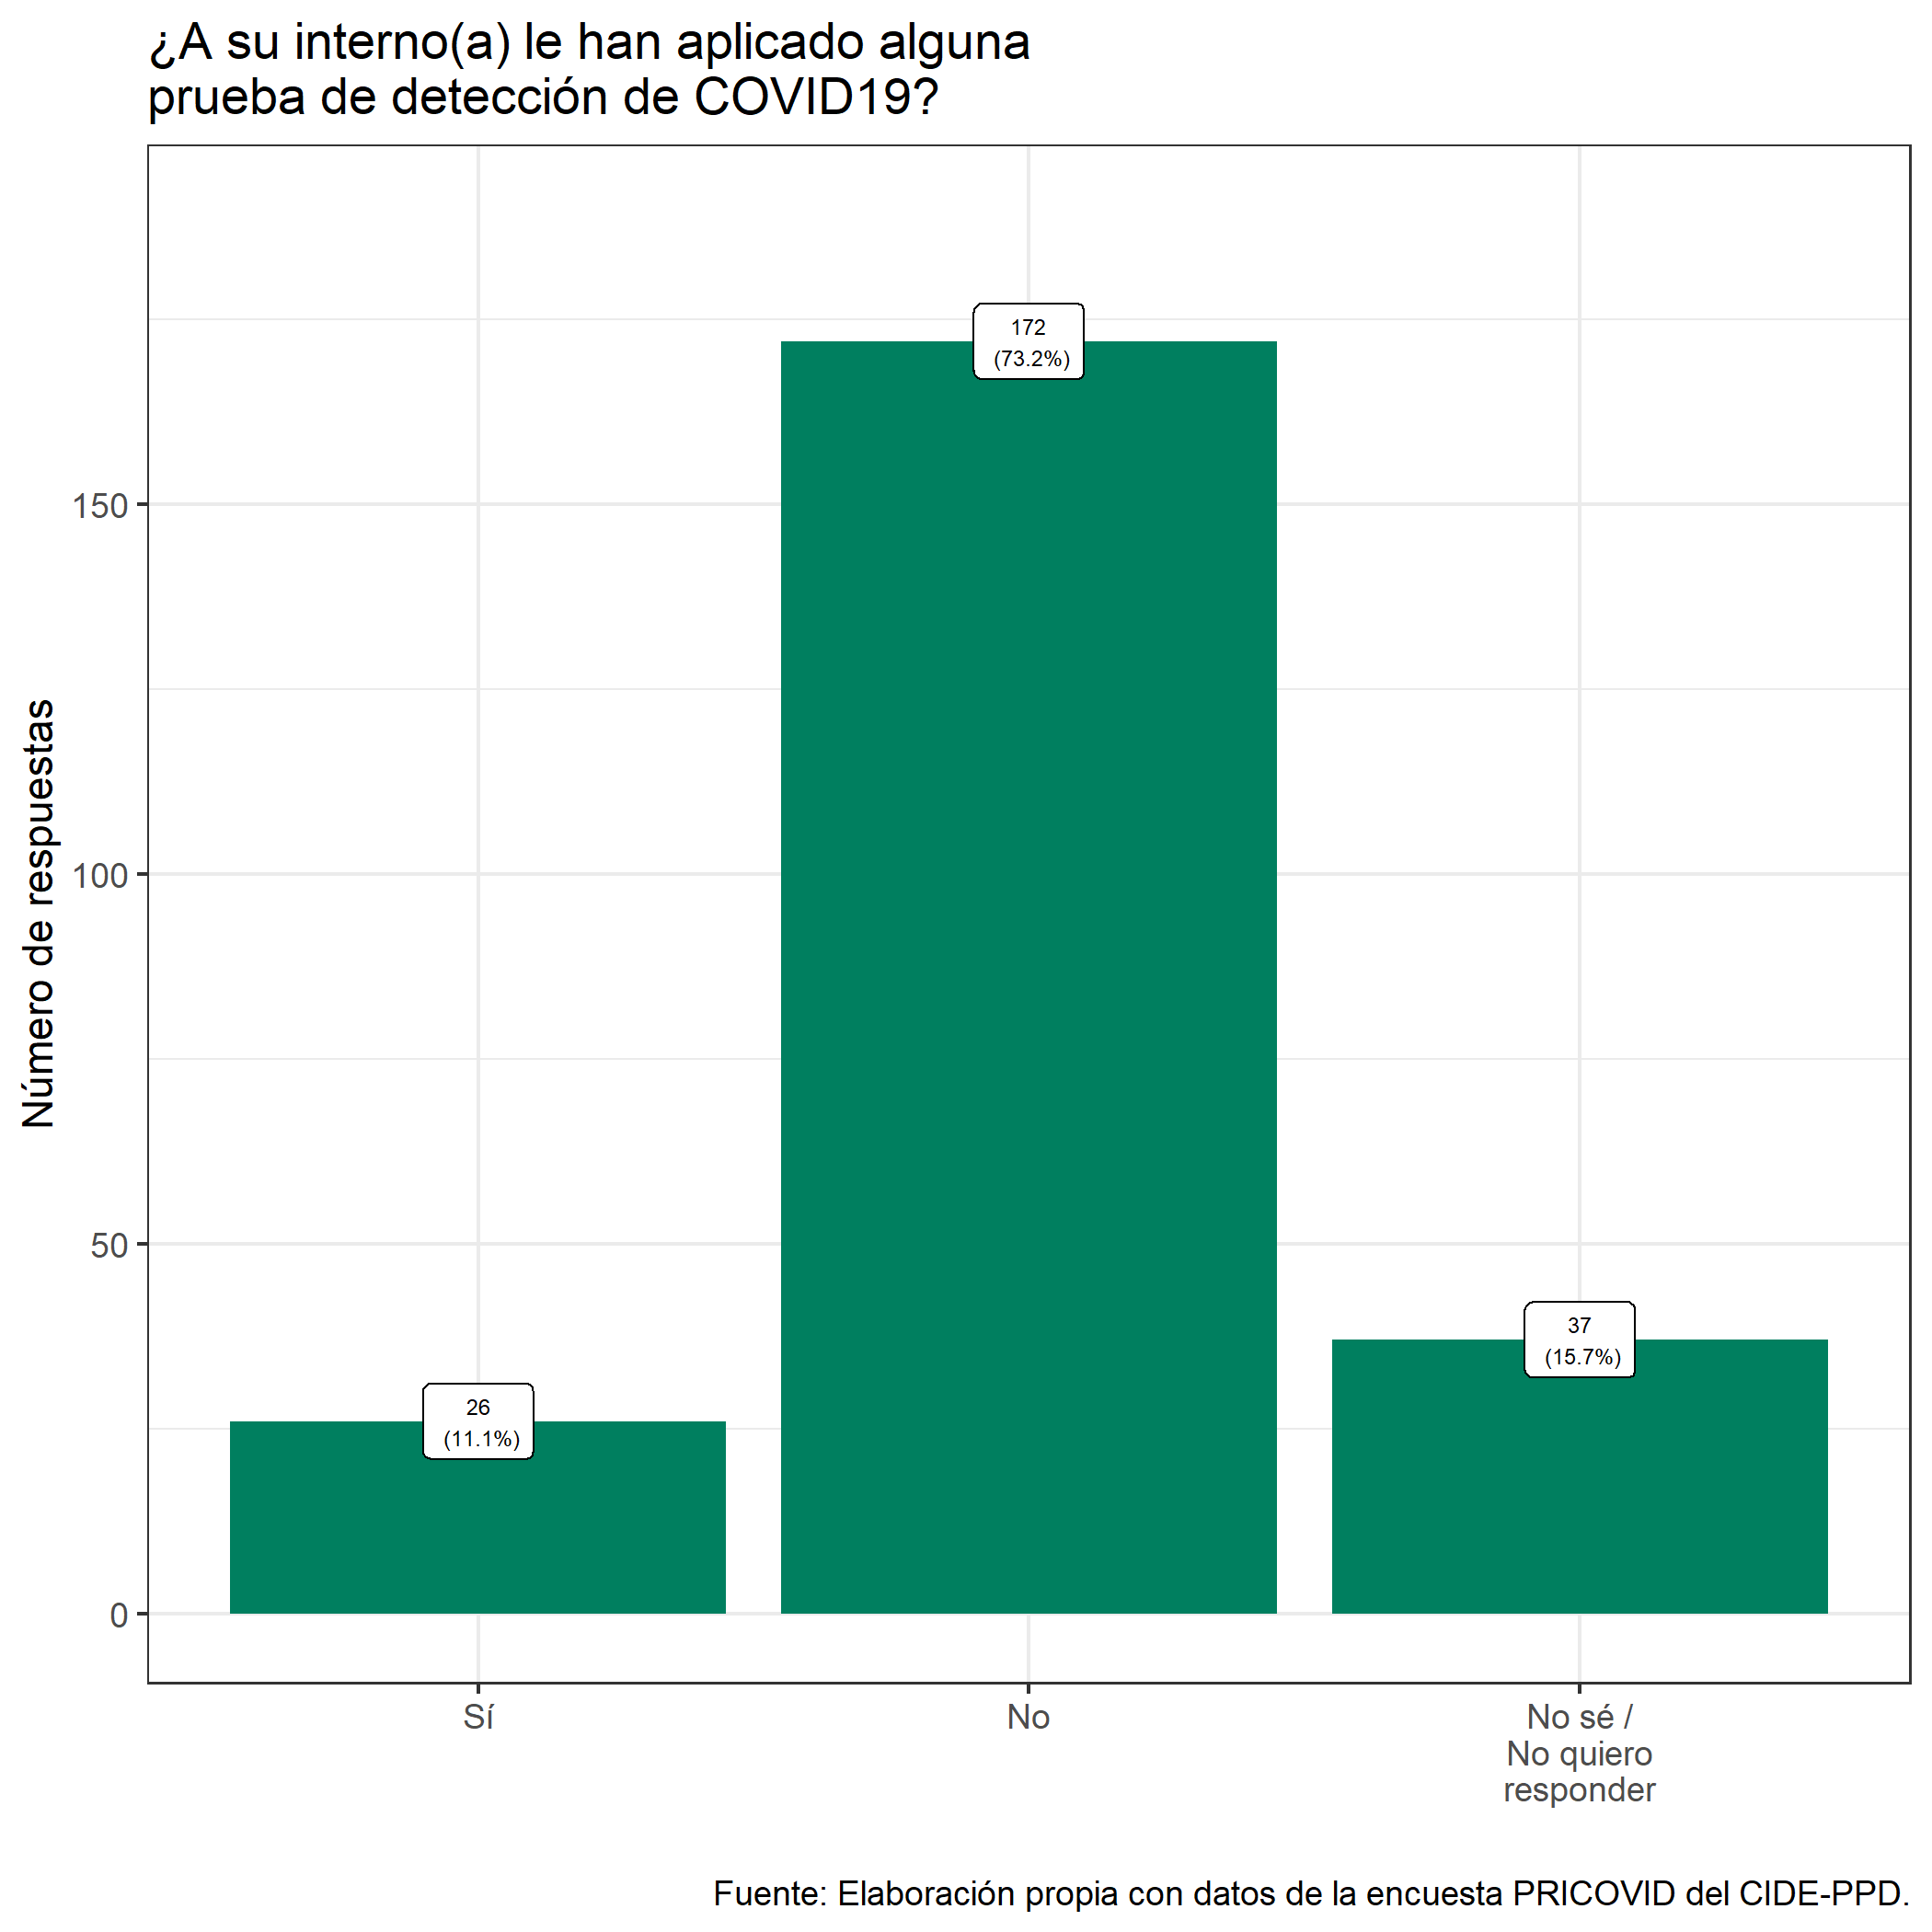 ¿A su interno(a) le han aplicado alguna
prueba de detección de COVID19?
Número de respuestas
150
100
50
0
26
(11.1%)
172
(73.2%)
37
(15.7%)
Sí
No
No sé /
No quiero
responder
Fuente: Elaboración propia con datos de la encuesta PRICOVID del CIDE-PPD.